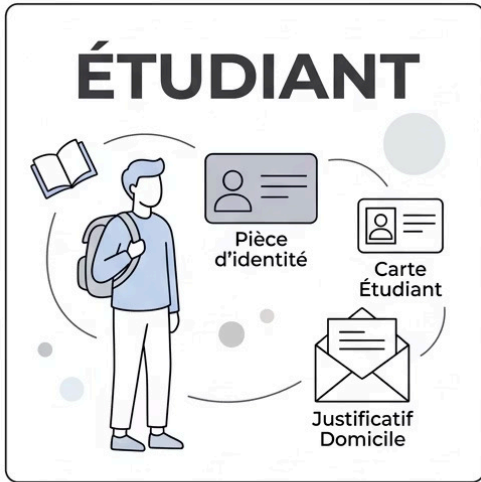 ÉTUDIANT
Pièce
d'identité
Carte
Étudiant
Justificatif
Domicile